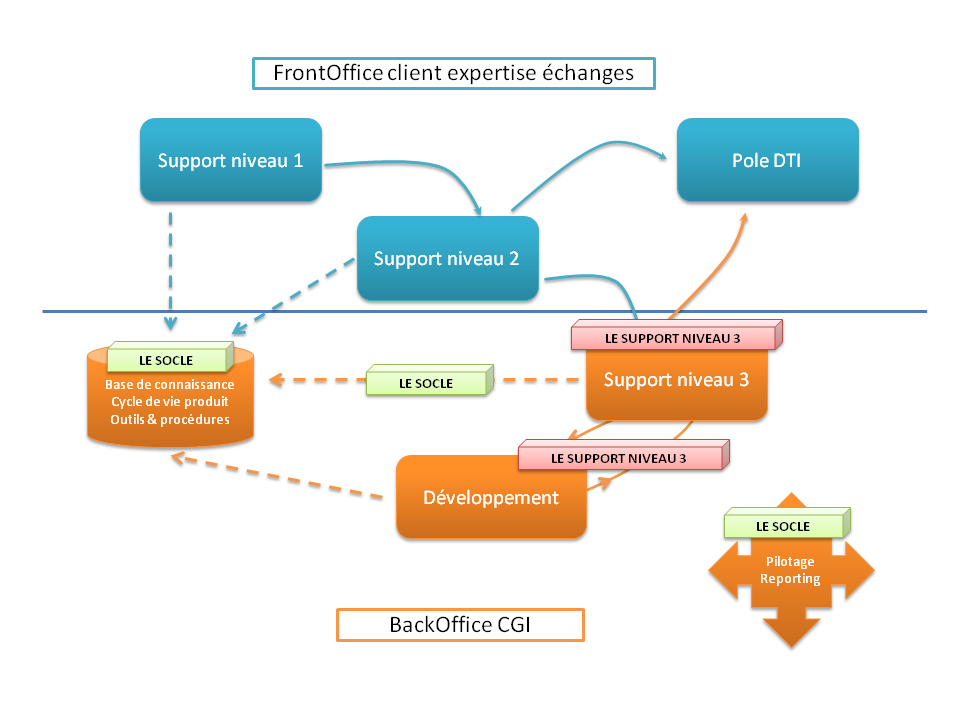 FrontOffice client expertise échanges
Support niveau 1
Pole DTI
Support niveau 2
LE SUPPORT NIVEAU 3
Support niveau 3
LE SOCLE
Base de connaissance
Cycle de vie produit
Outils & procédures
LE SOCLE
LE SUPPORT NIVEAU 3
Développement
LE SOCLE
Pilotage
Reporting
BackOffice CGI